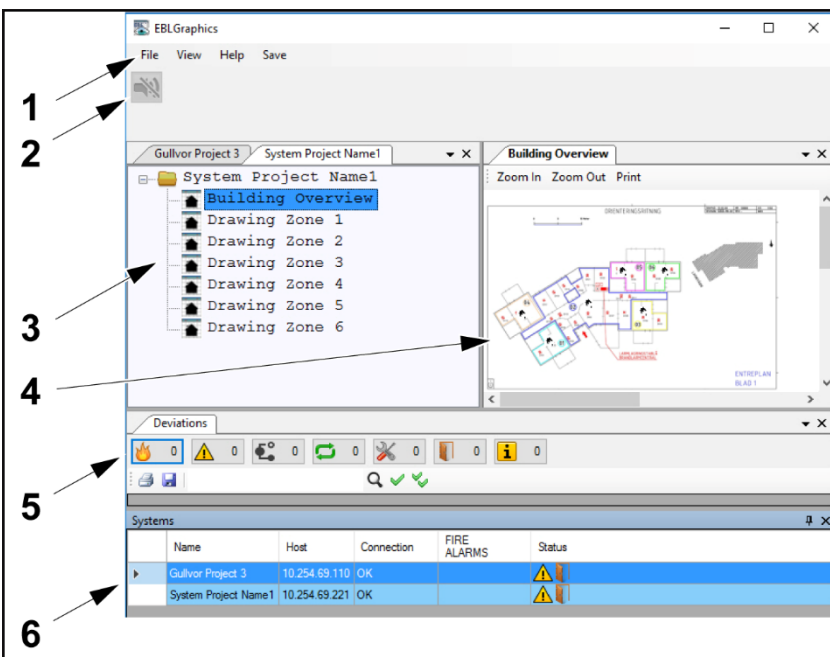 EBLGraphics
File View Help Save
1
2
Gullvor Project 3 System Project Name1
Building Overview
System Project Name1
Building Overview
Drawing Zone 1
Drawing Zone 2
Drawing Zone 3
Drawing Zone 4
Drawing Zone 5
Drawing Zone 6
3
Zoom In Zoom Out Print
ORIENTERINGSRITNING
ENTREPLAN
BLAD 1
4
Deviations
0 0 0 0 0 0 0
5
Systems
Name Host Connection FIRE ALARMS Status
Gullvor Project 3 10.254.69.110 OK
System Project Name1 10.254.69.221 OK
6